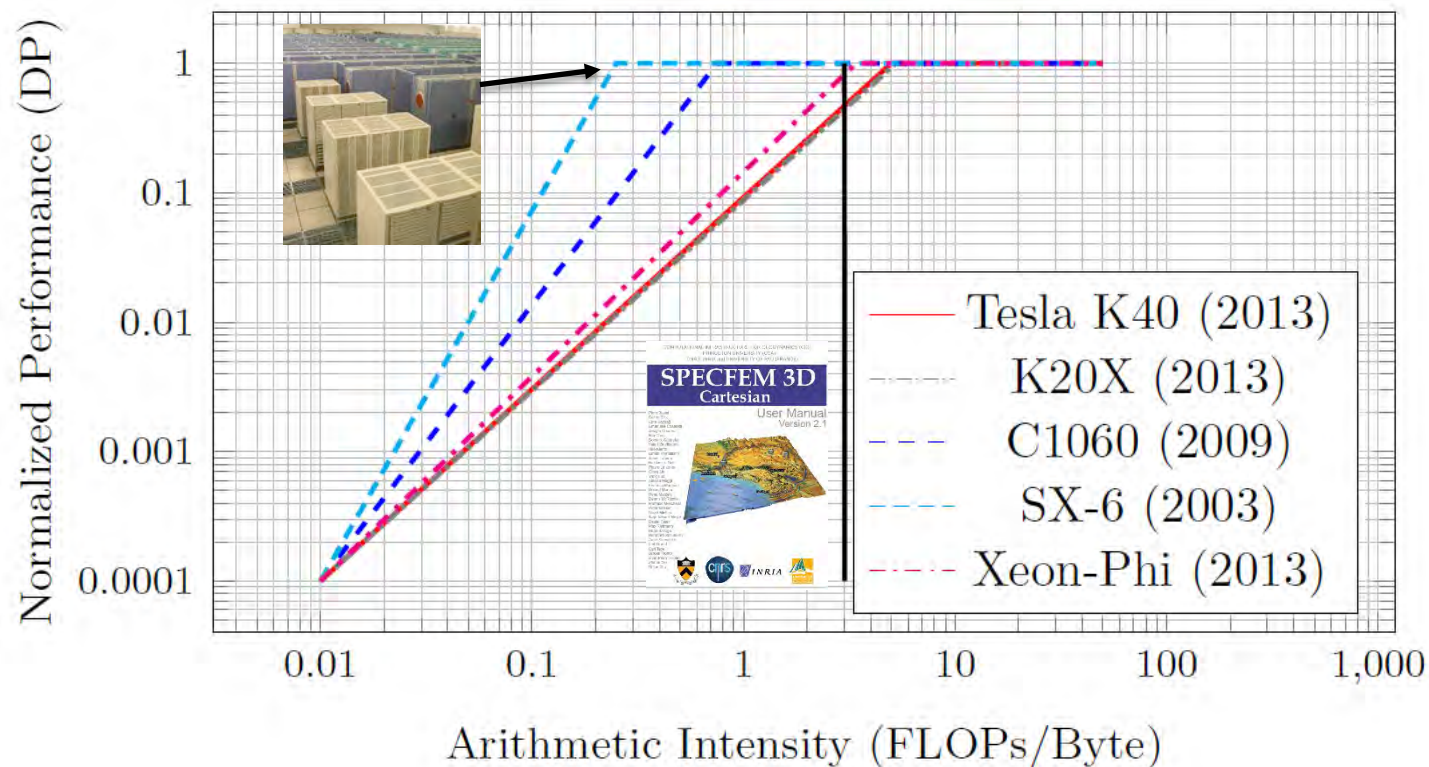 Normalized Performance (DP)
1
0.1
0.01
0.001
0.0001
SPECFEM 3D
Cartesian
User Manual
Version 2.1
cnrs
INRIA
Tesla K40 (2013)
K20X (2013)
C1060 (2009)
SX-6 (2003)
Xeon-Phi (2013)
0.01 0.1 1 10 100 1,000
Arithmetic Intensity (FLOPs/Byte)